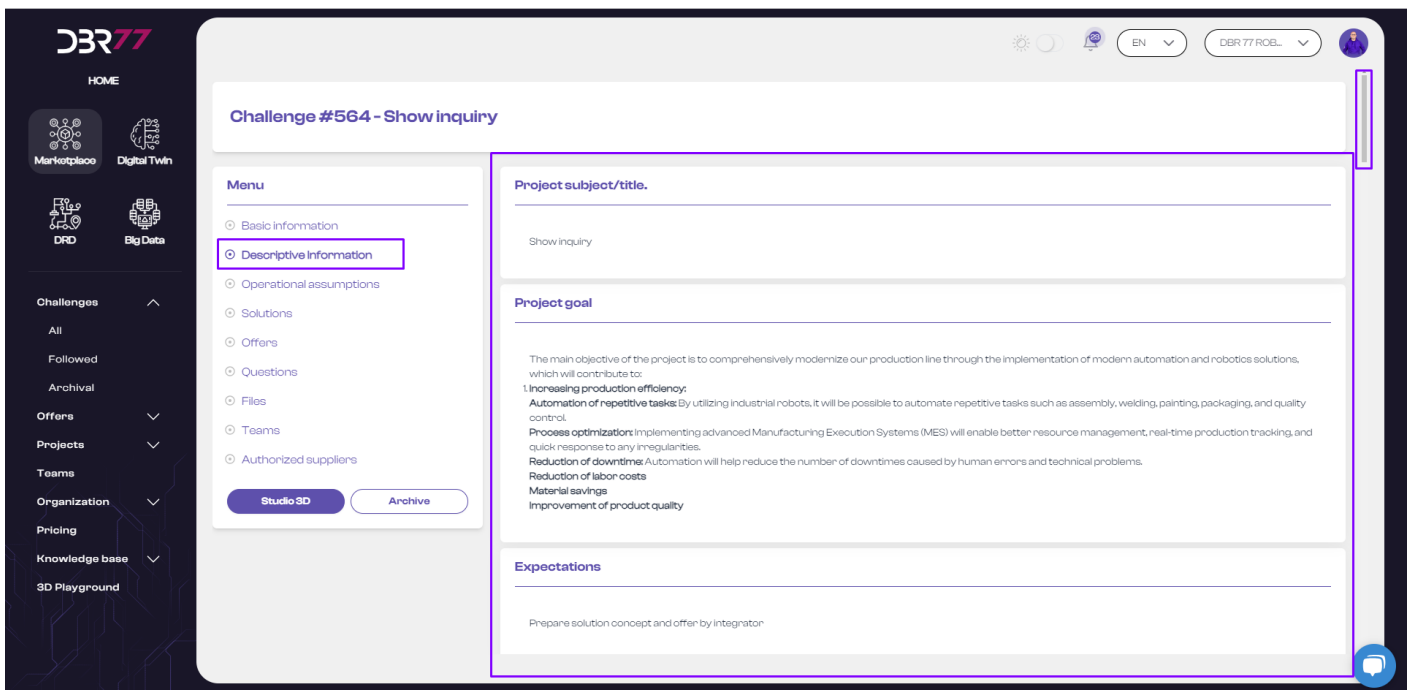 DBR77
HOME
Marketplace
Digital Twin
DRD
Big Data
Challenges
All
Followed
Archival
Offers
Projects
Teams
Organization
Pricing
Knowledge base
3D Playground
23
EN
DBR 77 ROB...
Challenge #564 - Show inquiry
Menu
Basic information
Descriptive Information
Operational assumptions
Solutions
Offers
Questions
Files
Teams
Authorized suppliers
Studio 3D
Archive
Project subject/title.
Show inquiry
Project goal
The main objective of the project is to comprehensively modernize our production line through the implementation of modern automation and robotics solutions,
which will contribute to:
1. Increasing production efficiency:
Automation of repetitive tasks: By utilizing industrial robots, it will be possible to automate repetitive tasks such as assembly, welding, painting, packaging, and quality
control.
Process optimization: Implementing advanced Manufacturing Execution Systems (MES) will enable better resource management, real-time production tracking, and
quick response to any irregularities.
Reduction of downtime: Automation will help reduce the number of downtimes caused by human errors and technical problems.
Reduction of labor costs
Material savings
Improvement of product quality
Expectations
Prepare solution concept and offer by integrator